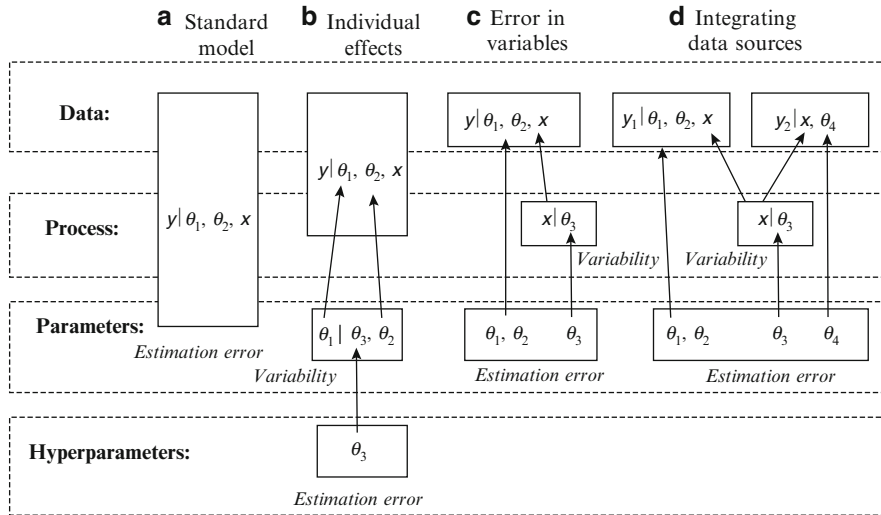 a Standard model
b Individual effects
c Error in variables
d Integrating data sources
Data:
y|θ₁, θ₂, x
y₁|θ₁, θ₂, x
y₂|x, θ₄
y|θ₁, θ₂, x
Process:
y|θ₁, θ₂, x
x|θ₃
x|θ₃
Variability
Variability
Parameters:
θ₁ | θ₃, θ₂
θ₁, θ₂
θ₃
θ₁, θ₂
θ₃
θ₄
Estimation error
Variability
Estimation error
Estimation error
Hyperparameters:
θ₃
Estimation error